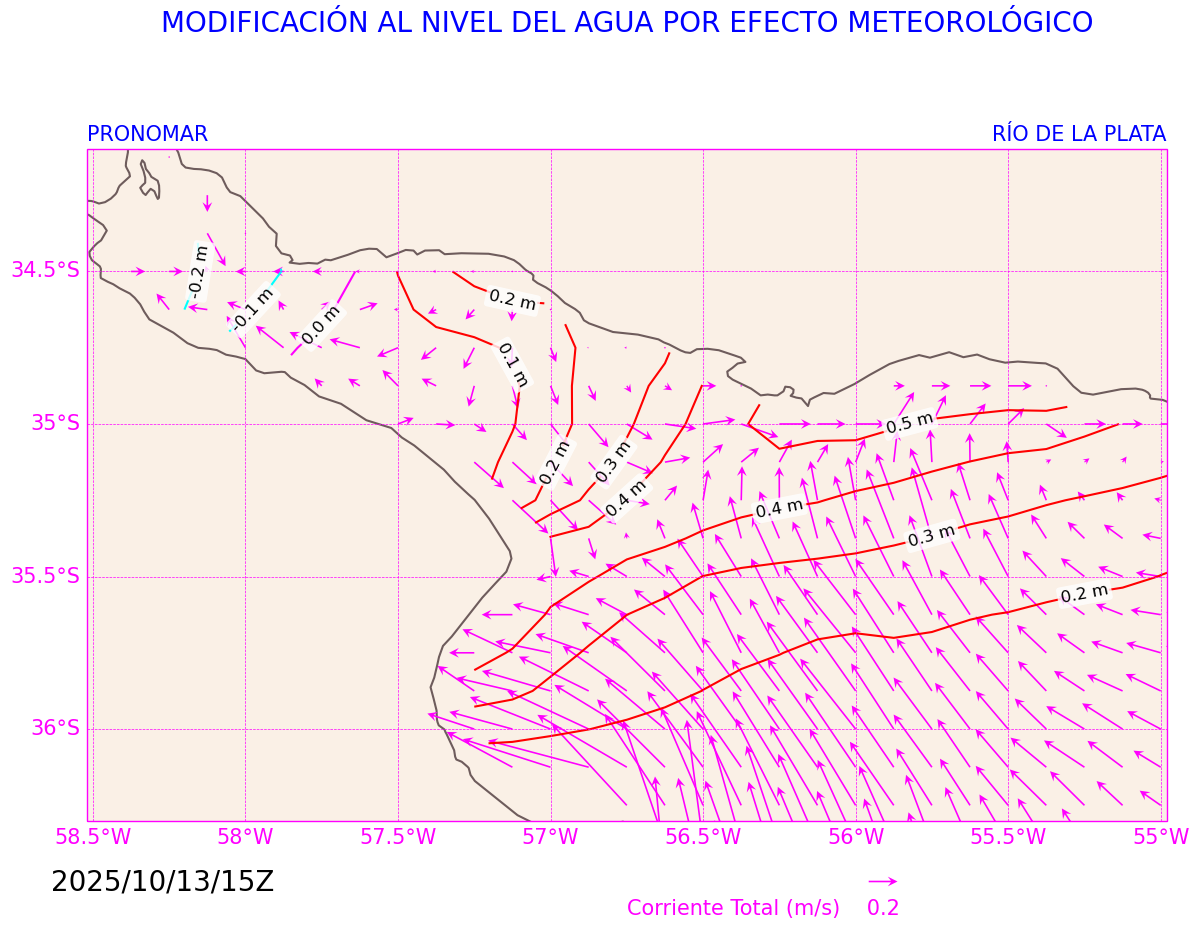 MODIFICACIÓN AL NIVEL DEL AGUA POR EFECTO METEOROLÓGICO
PRONOMAR
RÍO DE LA PLATA
34.5°S
35°S
35.5°S
36°S
-0.2 m
-0.1 m
0.0 m
0.2 m
0.1 m
0.2 m
0.3 m
0.4 m
0.5 m
0.4 m
0.3 m
0.2 m
58.5°W
58°W
57.5°W
57°W
56.5°W
56°W
55.5°W
55°W
2025/10/13/15Z
Corriente Total (m/s) 0.2